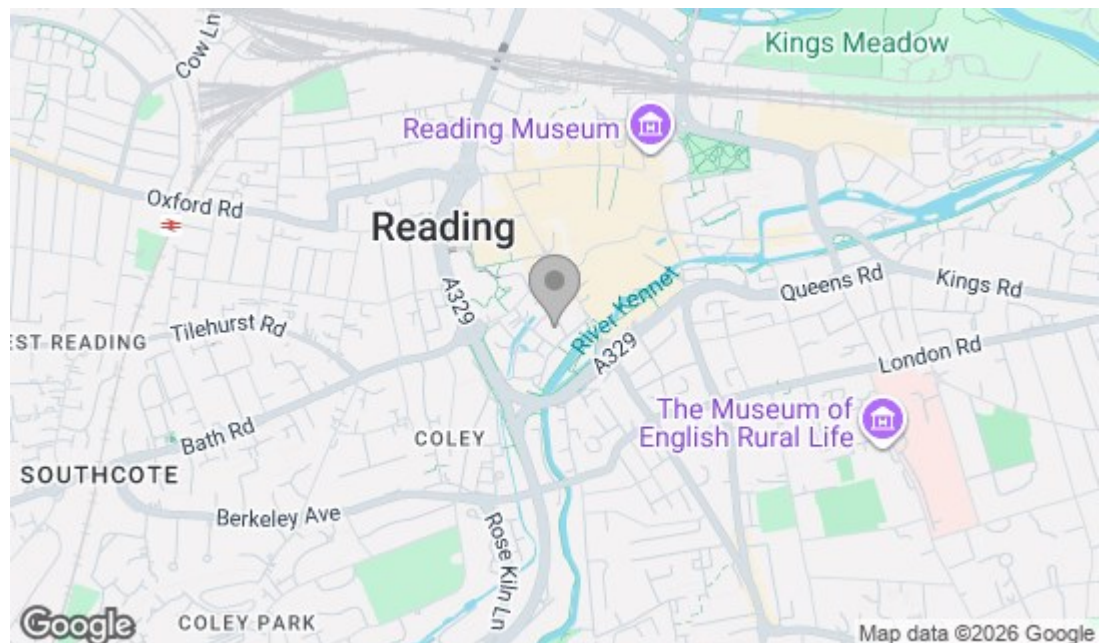 Cow Ln
Kings Meadow
Reading Museum
Oxford Rd
Reading
A329
River Kennet
Queens Rd
Kings Rd
EST READING
Tilehurst Rd
A329
London Rd
Bath Rd
COLEY
The Museum of
English Rural Life
SOUTHCOTE
Berkeley Ave
Rose Kiln Ln
COLEY PARK
Google
Map data ©2026 Google